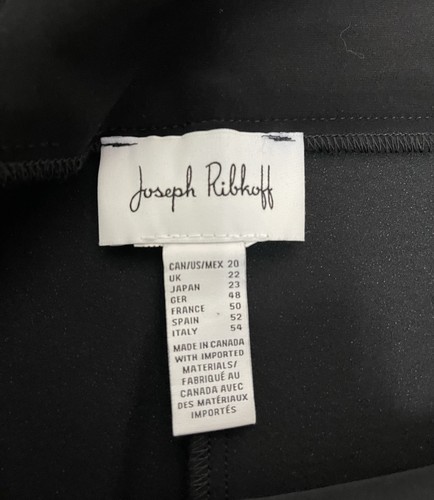 Joseph Ribkoff
CAN/US/MEX 20
UK 22
JAPAN 23
GER 48
FRANCE 50
SPAIN 52
ITALY 54
MADE IN CANADA
WITH IMPORTED
MATERIALS/
FABRIQUÉ AU
CANADA AVEC
DES MATÉRIAUX
IMPORTÉS